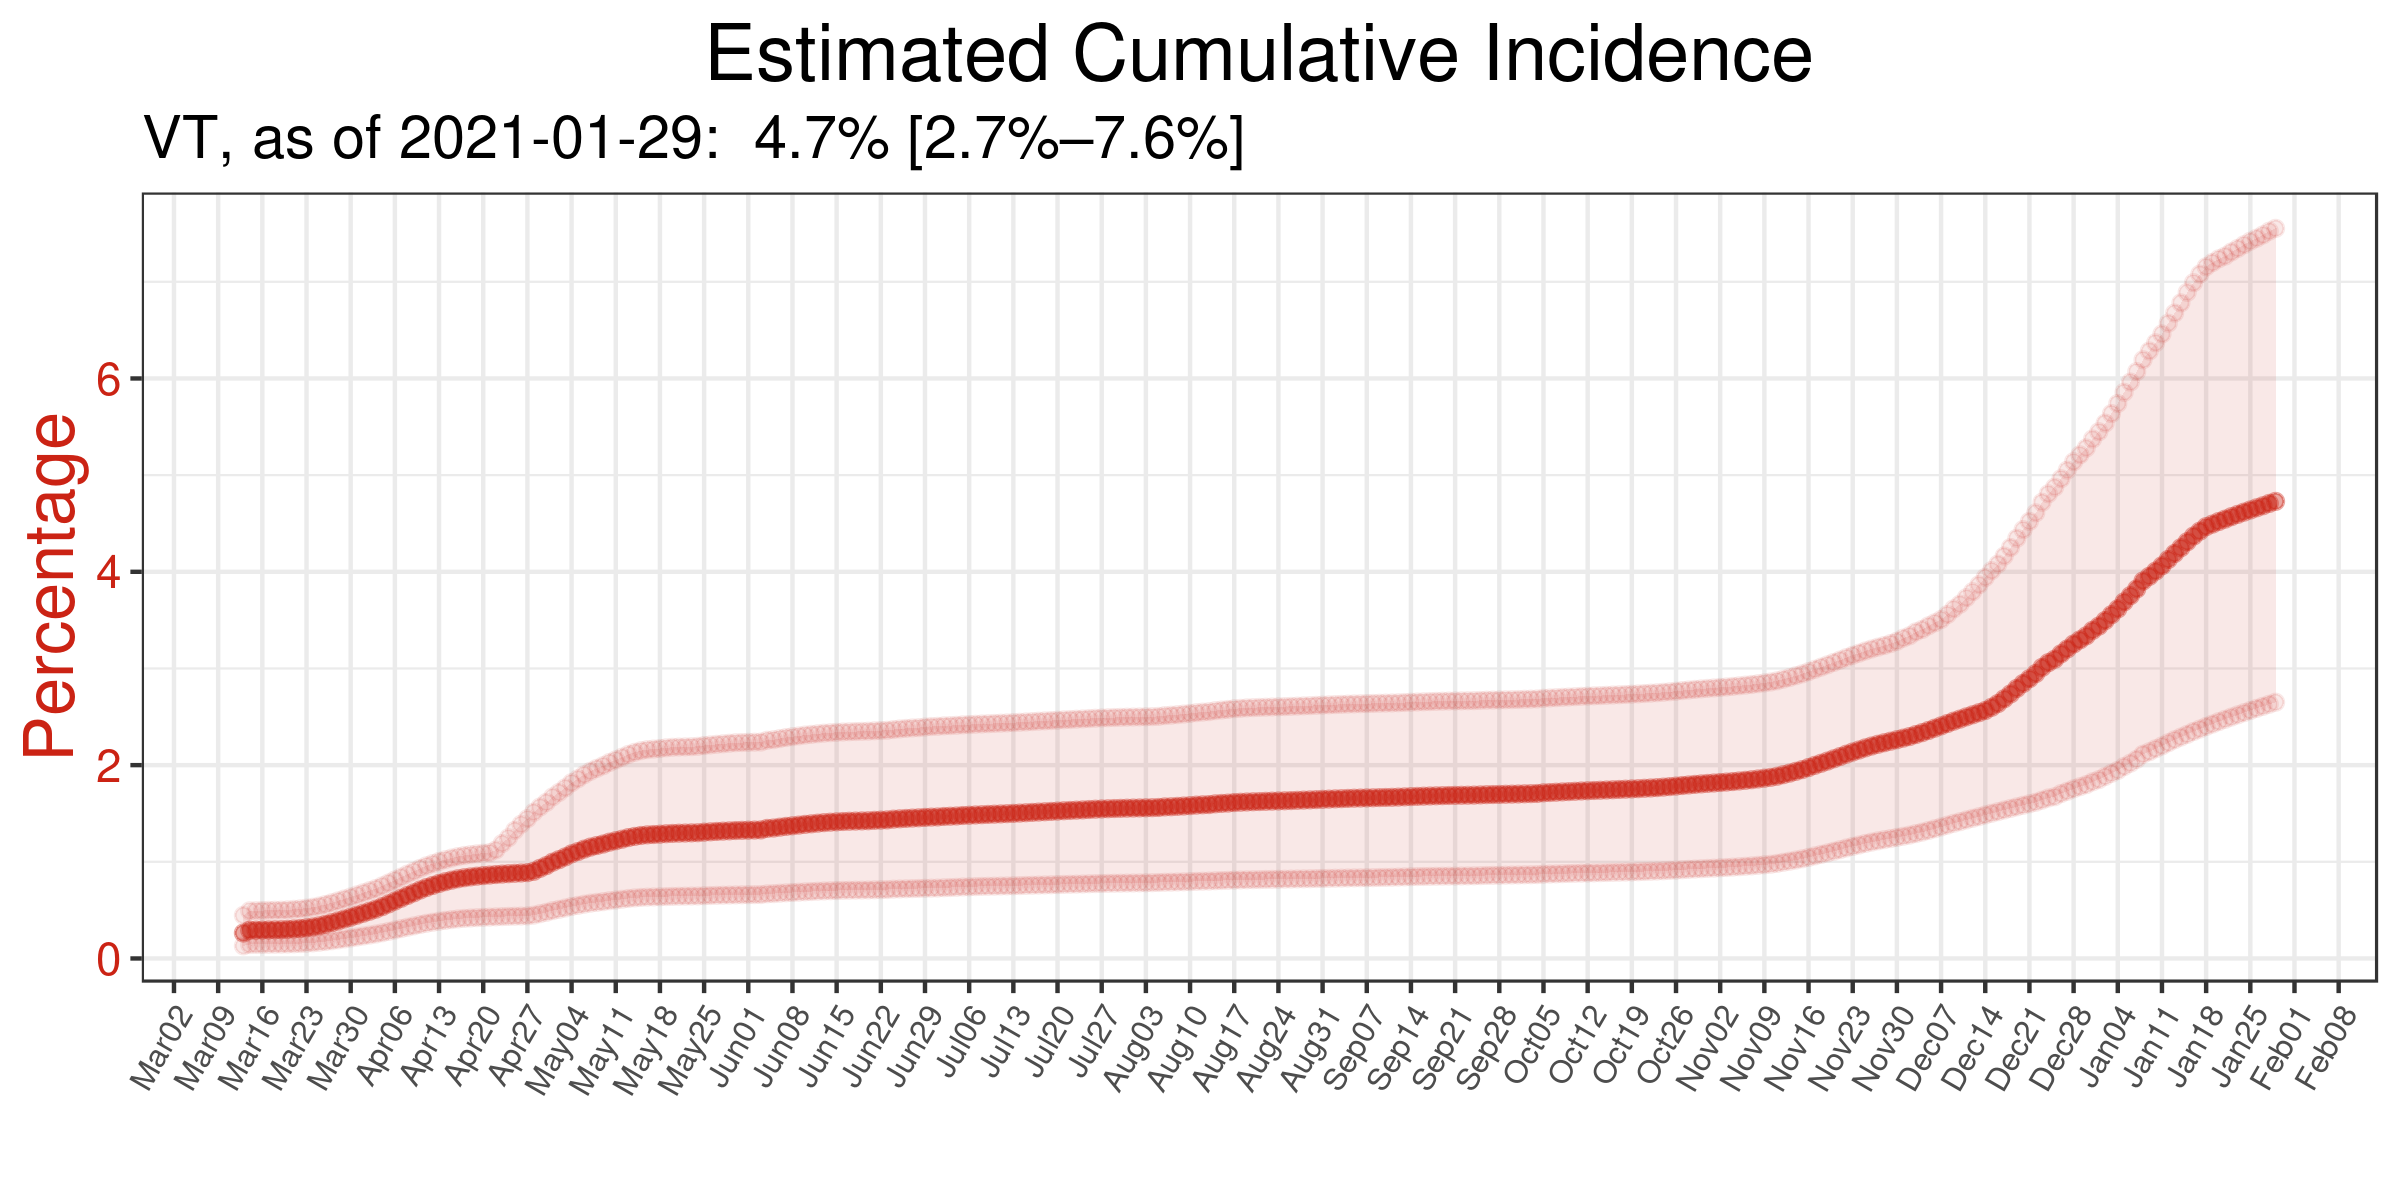 Estimated Cumulative Incidence
VT, as of 2021-01-29:  4.7% [2.7%–7.6%]
Percentage
6
4
2
0
Mar02 Mar09 Mar16 Mar23 Mar30 Apr06 Apr13 Apr20 Apr27 May04 May11 May18 May25 Jun01 Jun08 Jun15 Jun22 Jun29 Jul06 Jul13 Jul20 Jul27 Aug03 Aug10 Aug17 Aug24 Aug31 Sep07 Sep14 Sep21 Sep28 Oct05 Oct12 Oct19 Oct26 Nov02 Nov09 Nov16 Nov23 Nov30 Dec07 Dec14 Dec21 Dec28 Jan04 Jan11 Jan18 Jan25 Feb01 Feb08